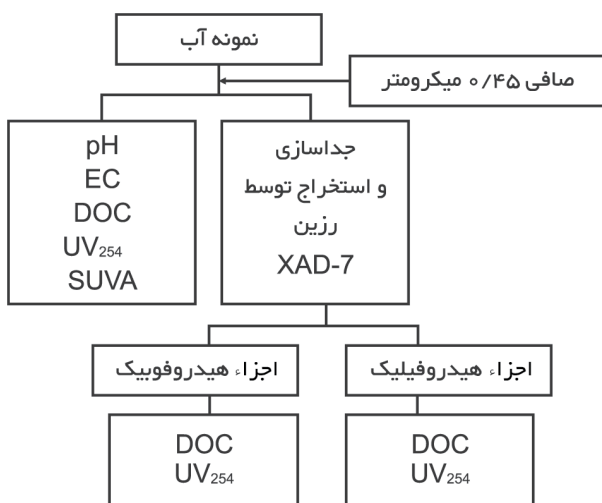 نمونه آب
صافی ۰/۴۵ میکرومتر
pH
EC
DOC
UV254
SUVA
جداسازی
و استخراج توسط
رزین
XAD-7
اجزاء هیدروفوبیک
اجزاء هیدروفیلیک
DOC
UV254
DOC
UV254